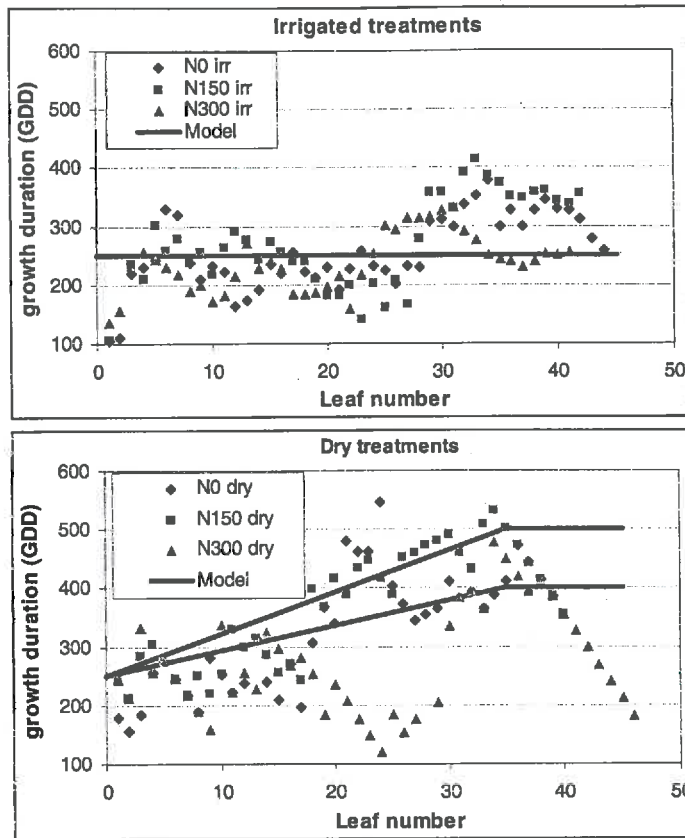 Irrigated treatments
growth duration (GDD)
600
500
400
300
200
100
N0 irr
N150 irr
N300 irr
Model
0
10
20
30
40
50
Leaf number
Dry treatments
growth duration (GDD)
600
500
400
300
200
100
N0 dry
N150 dry
N300 dry
Model
0
10
20
30
40
50
Leaf number